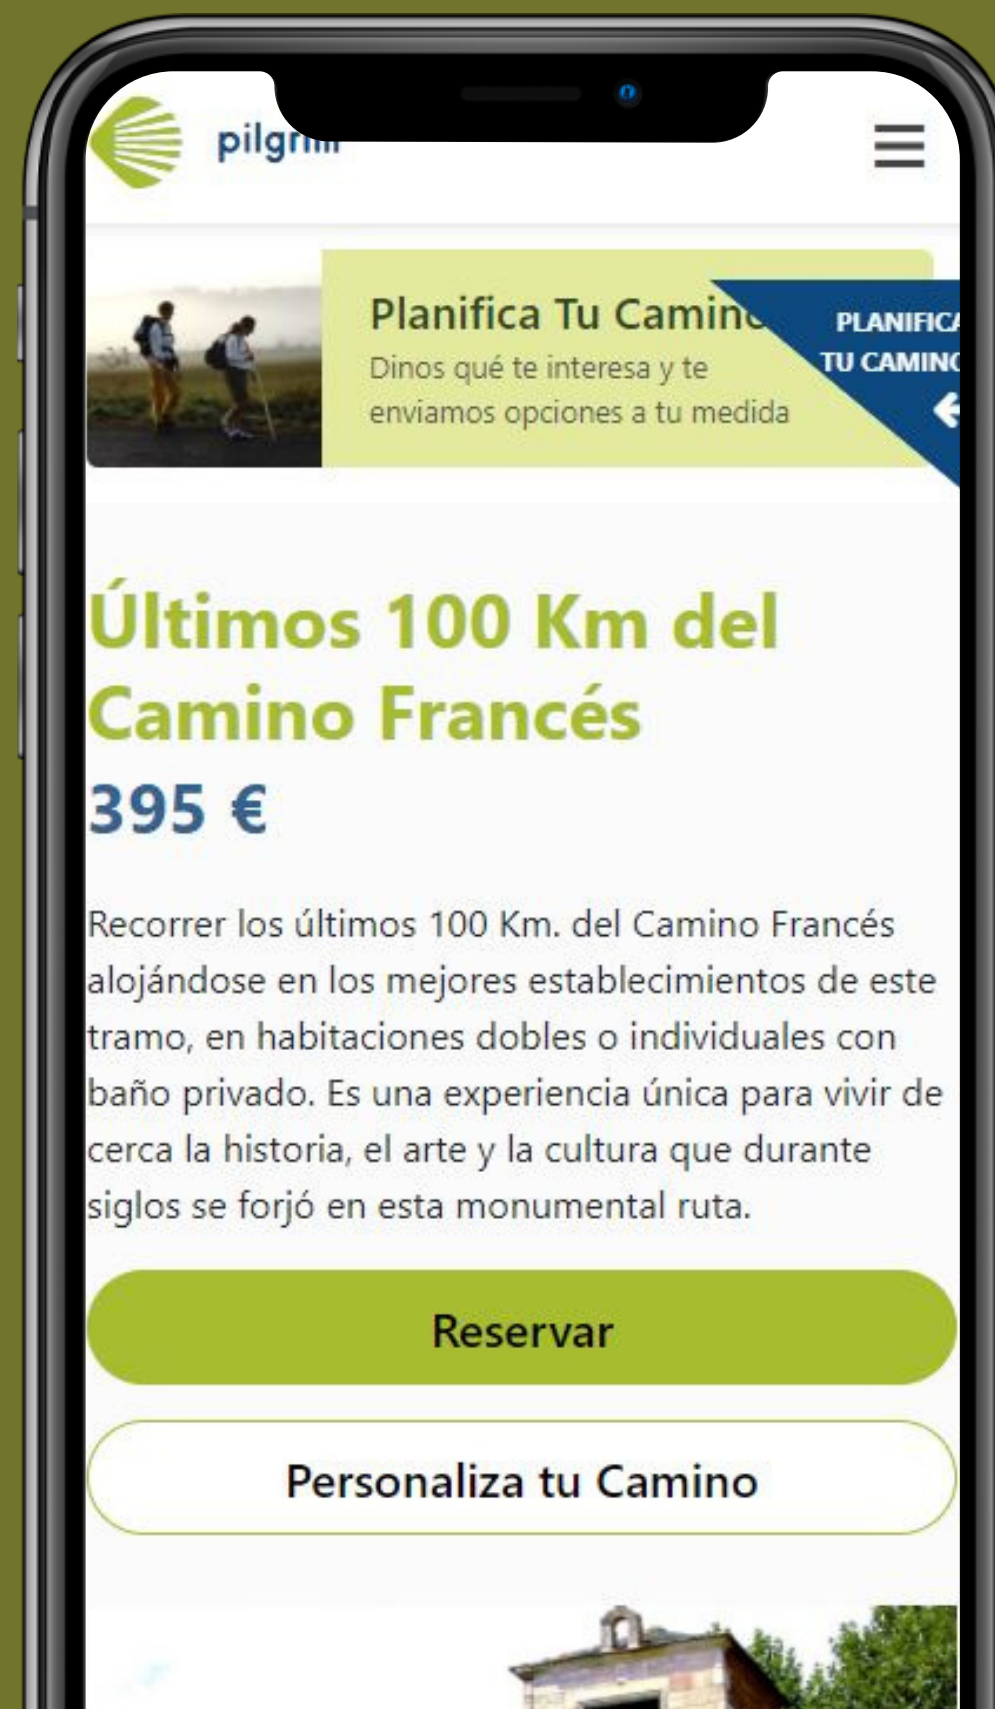 Planifica Tu Camino
Dinos qué te interesa y te
enviamos opciones a tu medida
PLANIFICA
TU CAMINO
Últimos 100 Km del
Camino Francés
395 €
Recorrer los últimos 100 Km. del Camino Francés
alojándose en los mejores establecimientos de este
tramo, en habitaciones dobles o individuales con
baño privado. Es una experiencia única para vivir de
cerca la historia, el arte y la cultura que durante
siglos se forjó en esta monumental ruta.
Reservar
Personaliza tu Camino